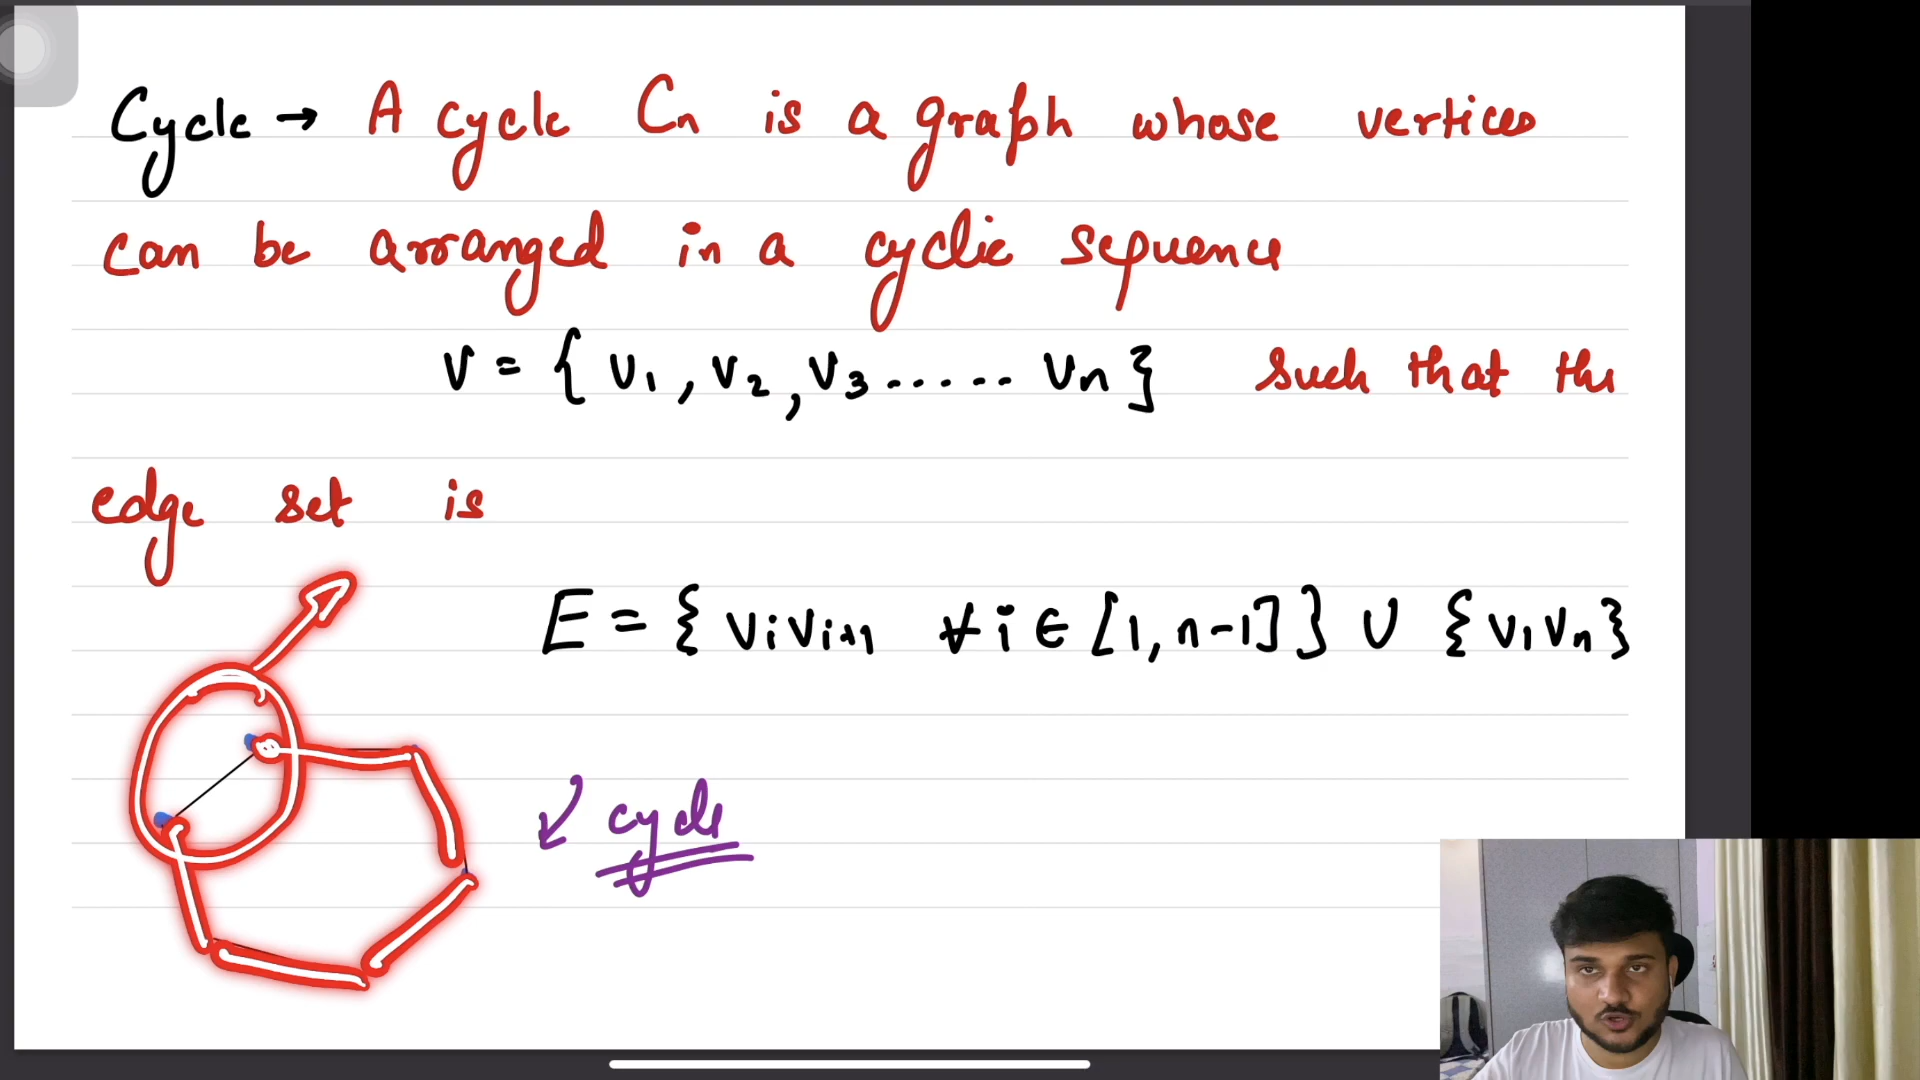 Cycle → A cycle Cn is a graph whose vertices
can be arranged in a cyclic sequence
V = { v₁, v₂, v₃ ...... vₙ } such that the
edge set is
E = { vᵢvᵢ₊₁ ∀ i ∈ [1, n-1] } ∪ { v₁vₙ }
cycle